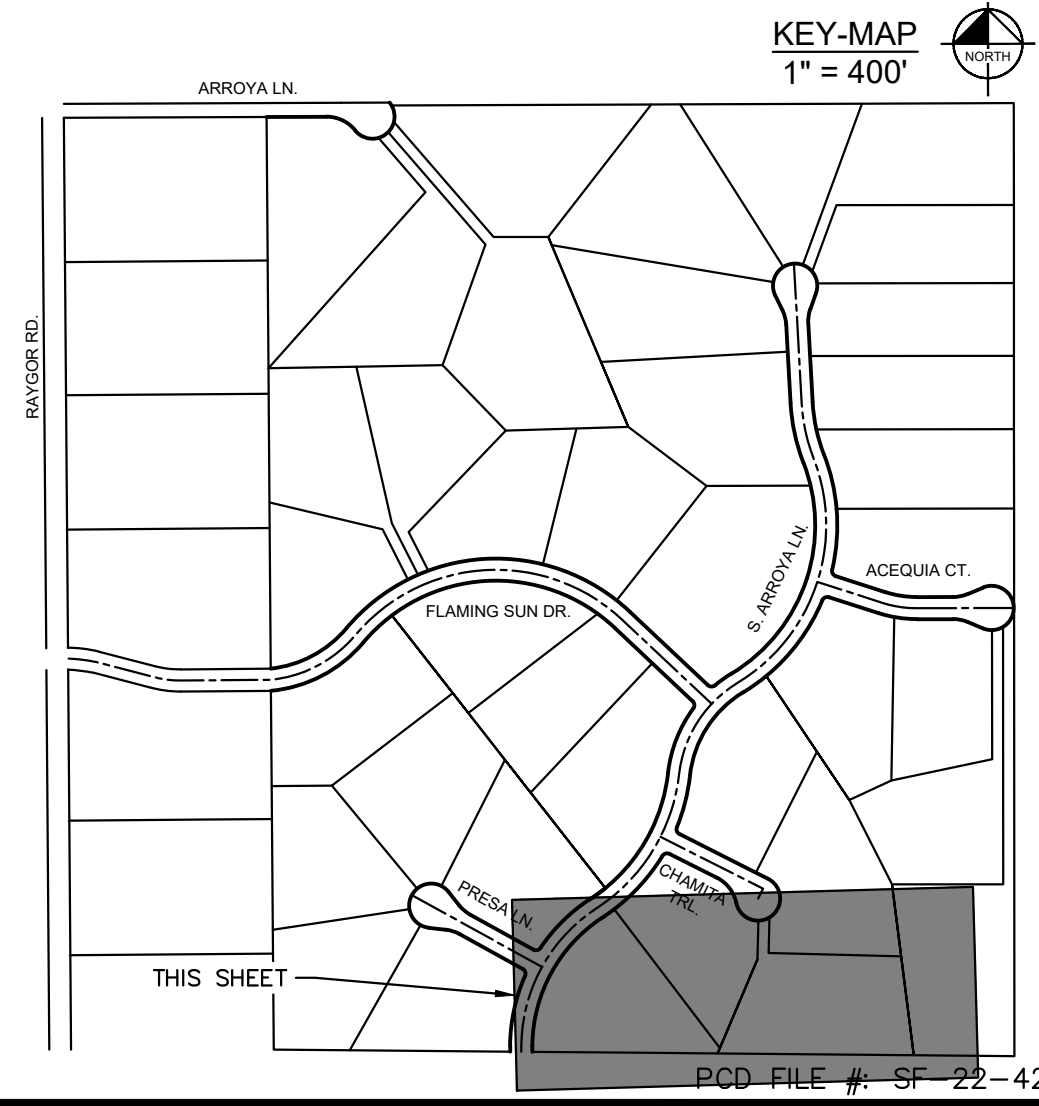 KEY-MAP
1" = 400'
NORTH
ARROYA LN.
RAYGOR RD.
S. ARROYA LN.
ACEQUIA CT.
FLAMING SUN DR.
CHAMITA
TRL.
PRESA LN.
THIS SHEET
PCD FILE #: SF-22-42